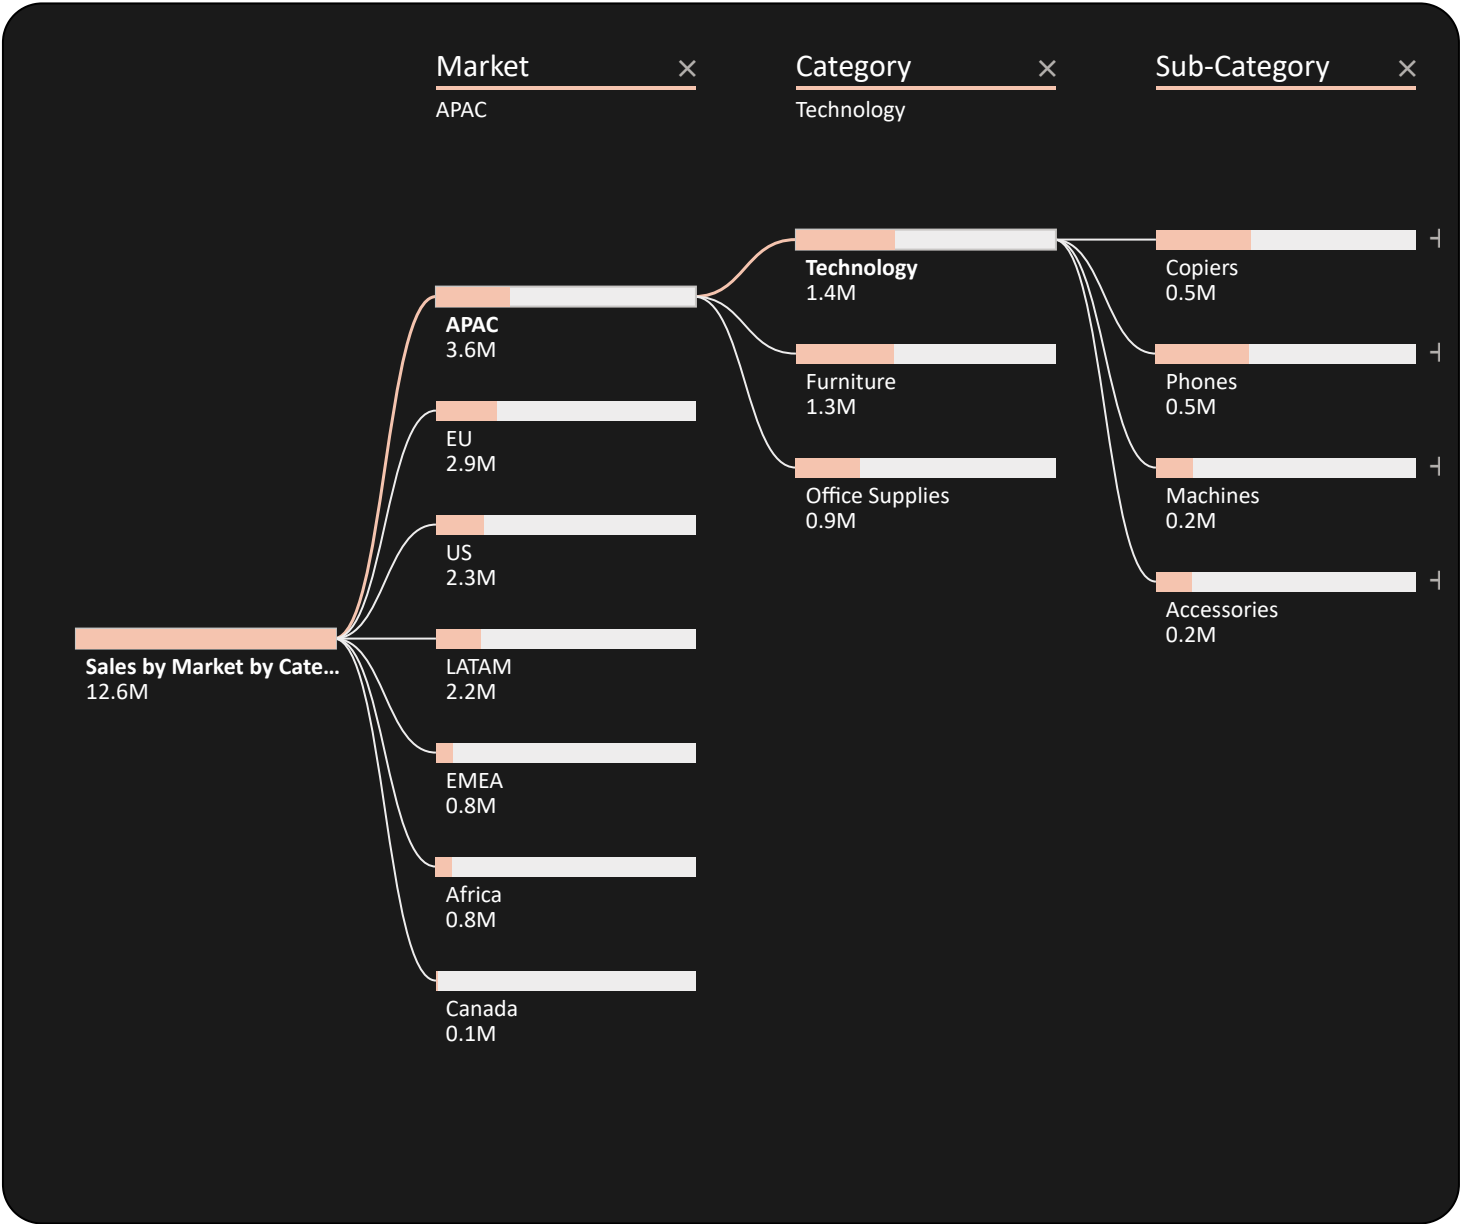 Market
APAC
Category
Technology
Sub-Category
Sales by Market by Cate...
12.6M
APAC
3.6M
EU
2.9M
US
2.3M
LATAM
2.2M
EMEA
0.8M
Africa
0.8M
Canada
0.1M
Technology
1.4M
Furniture
1.3M
Office Supplies
0.9M
Copiers
0.5M
Phones
0.5M
Machines
0.2M
Accessories
0.2M